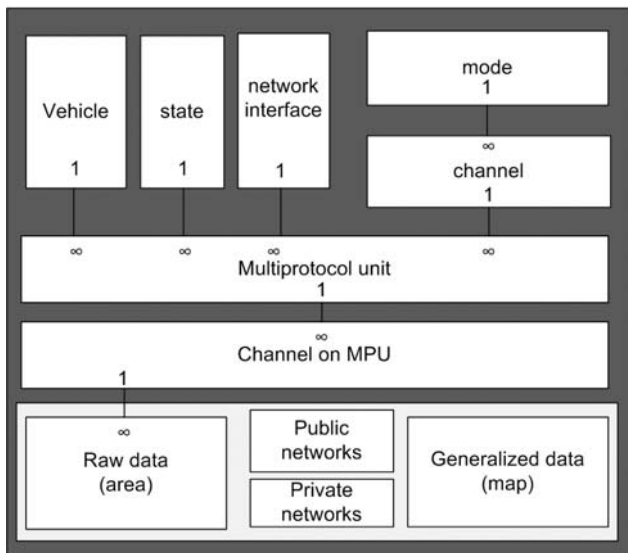 Vehicle
1
state
1
network
interface
1
mode
1
∞
channel
1
∞ ∞ ∞ ∞
Multiprotocol unit
1
∞
Channel on MPU
1
∞
Raw data
(area)
Public
networks
Private
networks
Generalized data
(map)